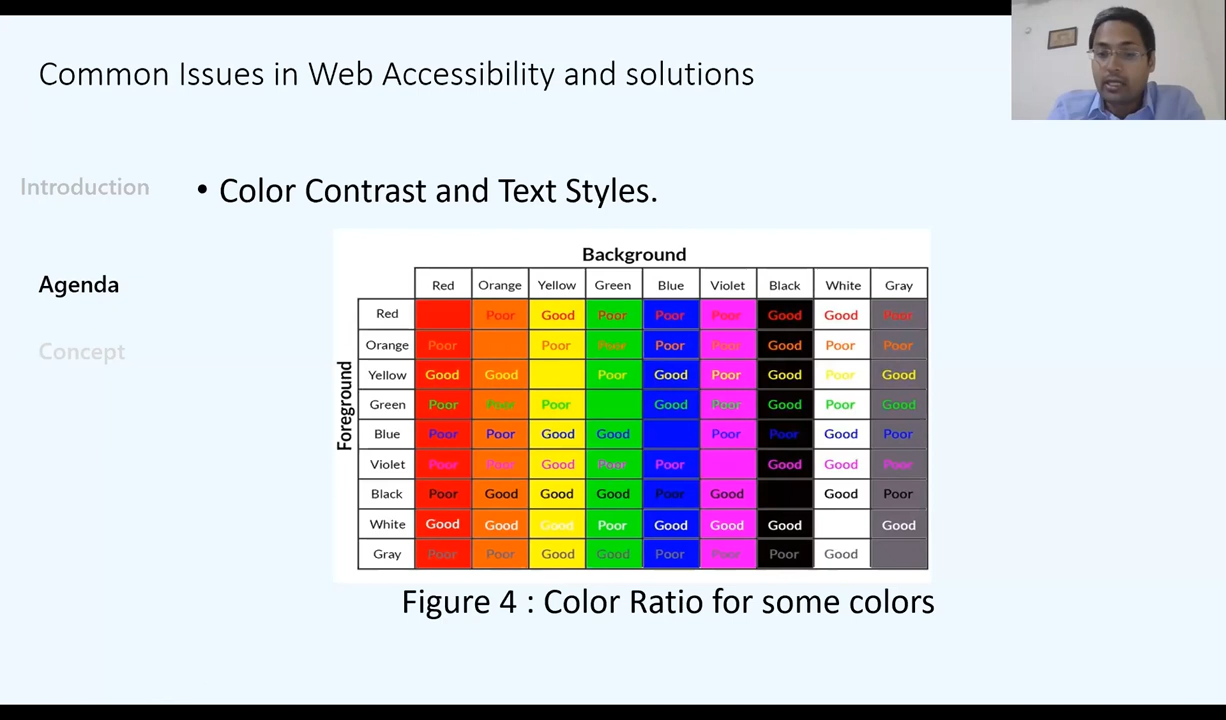 Common Issues in Web Accessibility and solutions
Introduction
• Color Contrast and Text Styles.
Agenda
Concept
Background
Red Orange Yellow Green Blue Violet Black White Gray
Foreground
Red Poor Good Poor Poor Poor Good Good Poor
Orange Poor Poor Poor Poor Poor Good Poor Poor
Yellow Good Good Poor Good Poor Good Poor Good
Green Poor Poor Poor Good Poor Good Poor Good
Blue Poor Poor Good Good Poor Poor Good Poor
Violet Poor Poor Good Poor Poor Good Good Poor
Black Poor Good Good Good Poor Good Good Poor
White Good Good Good Poor Good Good Good Good
Gray Poor Poor Good Good Poor Poor Poor Good
Figure 4 : Color Ratio for some colors